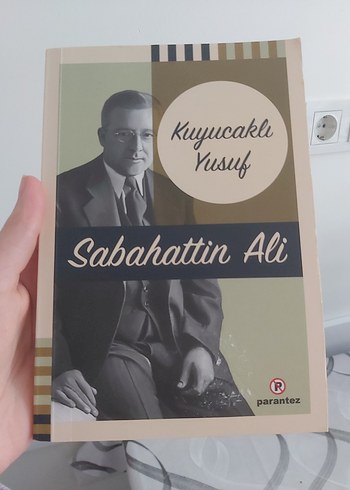 Kuyucaklı
Yusuf
Sabahattin Ali
P
parantez